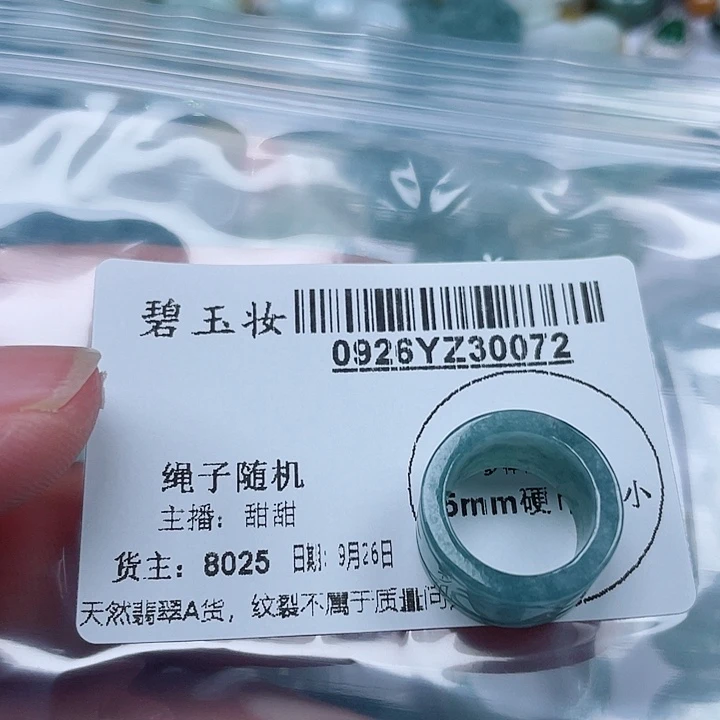 碧玉妆
0926YZ30072
绳子随机
主播：甜甜
货主：8025 日期：9月26日
5mm硬 小
天然翡翠A货，纹裂不属于质量问